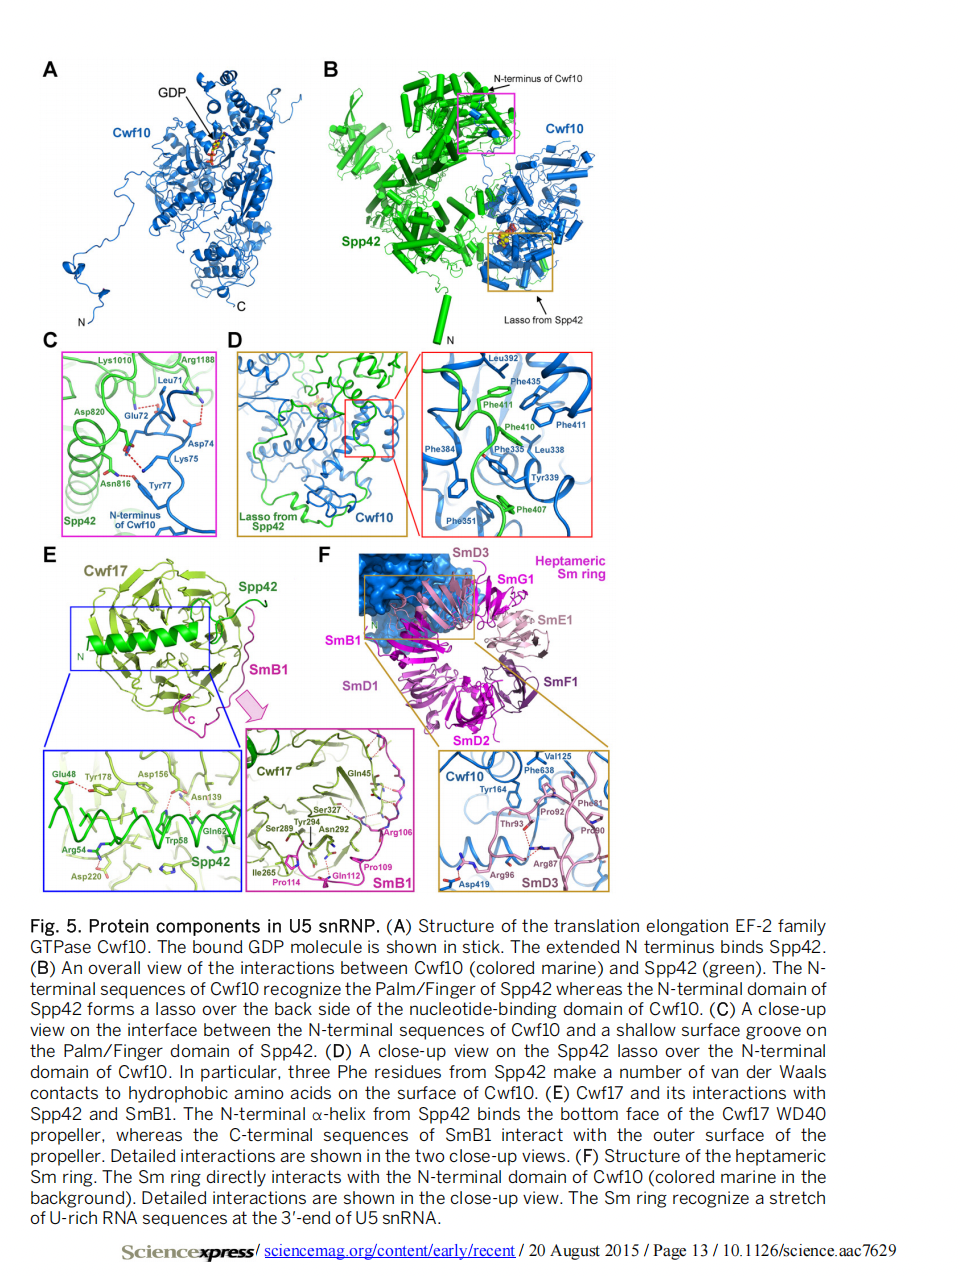 A
GDP
Cwf10
N
C
B
N-terminus of Cwf10
Cwf10
Spp42
Lasso from Spp42
N
C
Lys1010
Arg1188
Leu71
Asp820
Glu72
Asp74
Lys75
Asn816
Tyr77
Spp42
N-terminus
of Cwf10
D
Lasso from
Spp42
Cwf10
Leu392
Phe435
Phe411
Phe411
Phe410
Phe384
Phe335
Leu338
Tyr339
Phe407
Phe351
E
Cwf17
Spp42
N
SmB1
C
Glu48
Tyr178
Asp156
Asn139
Gln62
Trp58
Arg54
Spp42
Asp220
Cwf17
Gln45
Ser327
Tyr294
Ser289
Asn292
Arg106
Ile265
Pro109
Gln112
Pro114
SmB1
F
SmD3
Heptameric
Sm ring
SmG1
SmE1
SmB1
SmD1
SmF1
SmD2
Val125
Cwf10
Phe638
Tyr164
Phe81
Pro92
Thr93
Pro90
Arg87
Arg96
Asp419
SmD3
Fig. 5. Protein components in U5 snRNP. (A) Structure of the translation elongation EF-2 family
GTPase Cwf10. The bound GDP molecule is shown in stick. The extended N terminus binds Spp42.
(B) An overall view of the interactions between Cwf10 (colored marine) and Spp42 (green). The N-
terminal sequences of Cwf10 recognize the Palm/Finger of Spp42 whereas the N-terminal domain of
Spp42 forms a lasso over the back side of the nucleotide-binding domain of Cwf10. (C) A close-up
view on the interface between the N-terminal sequences of Cwf10 and a shallow surface groove on
the Palm/Finger domain of Spp42. (D) A close-up view on the Spp42 lasso over the N-terminal
domain of Cwf10. In particular, three Phe residues from Spp42 make a number of van der Waals
contacts to hydrophobic amino acids on the surface of Cwf10. (E) Cwf17 and its interactions with
Spp42 and SmB1. The N-terminal α-helix from Spp42 binds the bottom face of the Cwf17 WD40
propeller, whereas the C-terminal sequences of SmB1 interact with the outer surface of the
propeller. Detailed interactions are shown in the two close-up views. (F) Structure of the heptameric
Sm ring. The Sm ring directly interacts with the N-terminal domain of Cwf10 (colored marine in the
background). Detailed interactions are shown in the close-up view. The Sm ring recognize a stretch
of U-rich RNA sequences at the 3′-end of U5 snRNA.
Scienceexpress / sciencemag.org/content/early/recent / 20 August 2015 / Page 13 / 10.1126/science.aac7629